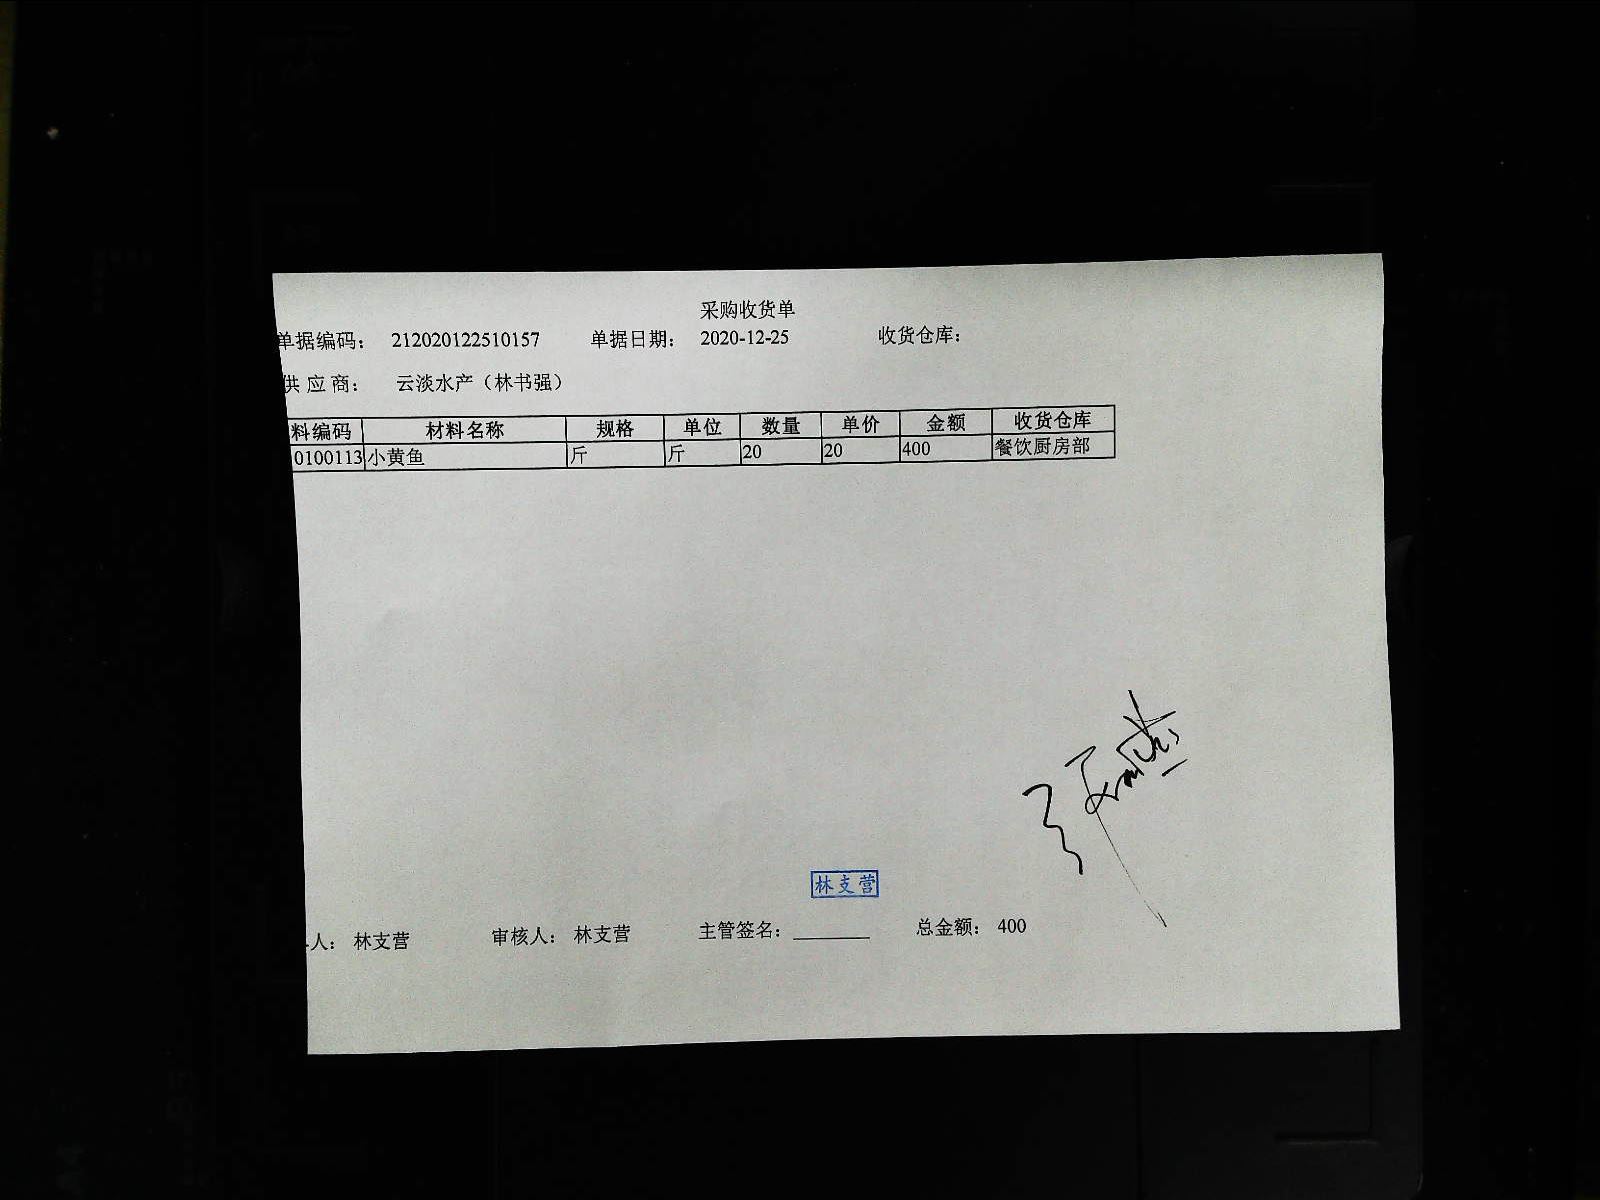 采购收货单
单据编码： 212020122510157 单据日期： 2020-12-25 收货仓库：
供应商： 云淡水产（林书强）
料编码 材料名称 规格 单位 数量 单价 金额 收货仓库
0100113 小黄鱼 斤 斤 20 20 400 餐饮厨房部
林支营
人： 林支营 审核人： 林支营 主管签名： 总金额： 400